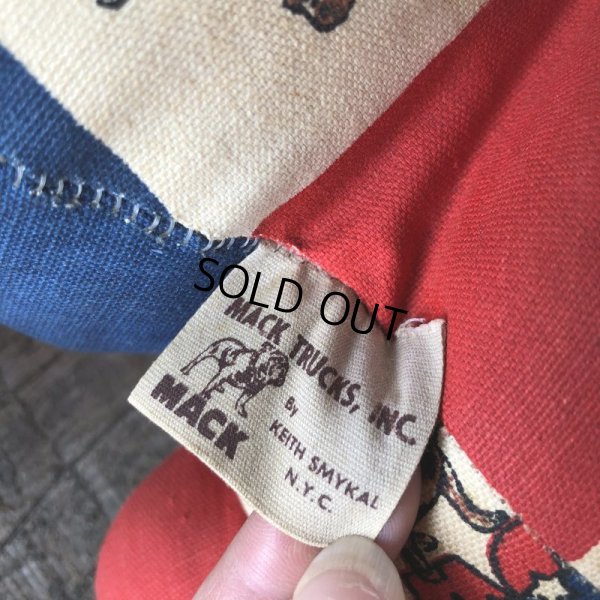 SOLD OUT
MACK TRUCKS, INC.
MACK
By
KEITH SMYKAL
N.Y.C.